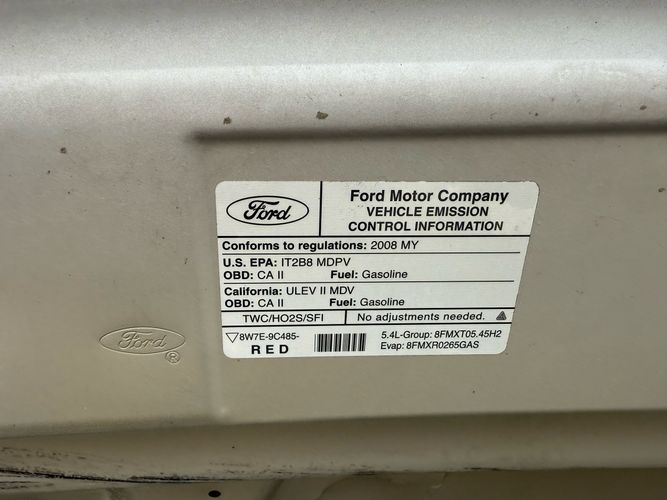 Ford
Ford Motor Company
VEHICLE EMISSION
CONTROL INFORMATION
Conforms to regulations: 2008 MY
U.S. EPA: IT2B8 MDPV
OBD: CA II Fuel: Gasoline
California: ULEV II MDV
OBD: CA II Fuel: Gasoline
TWC/HO2S/SFI No adjustments needed.
8W7E-9C485- 5.4L-Group: 8FMXT05.45H2
RED Evap: 8FMXR0265GAS
Ford ®